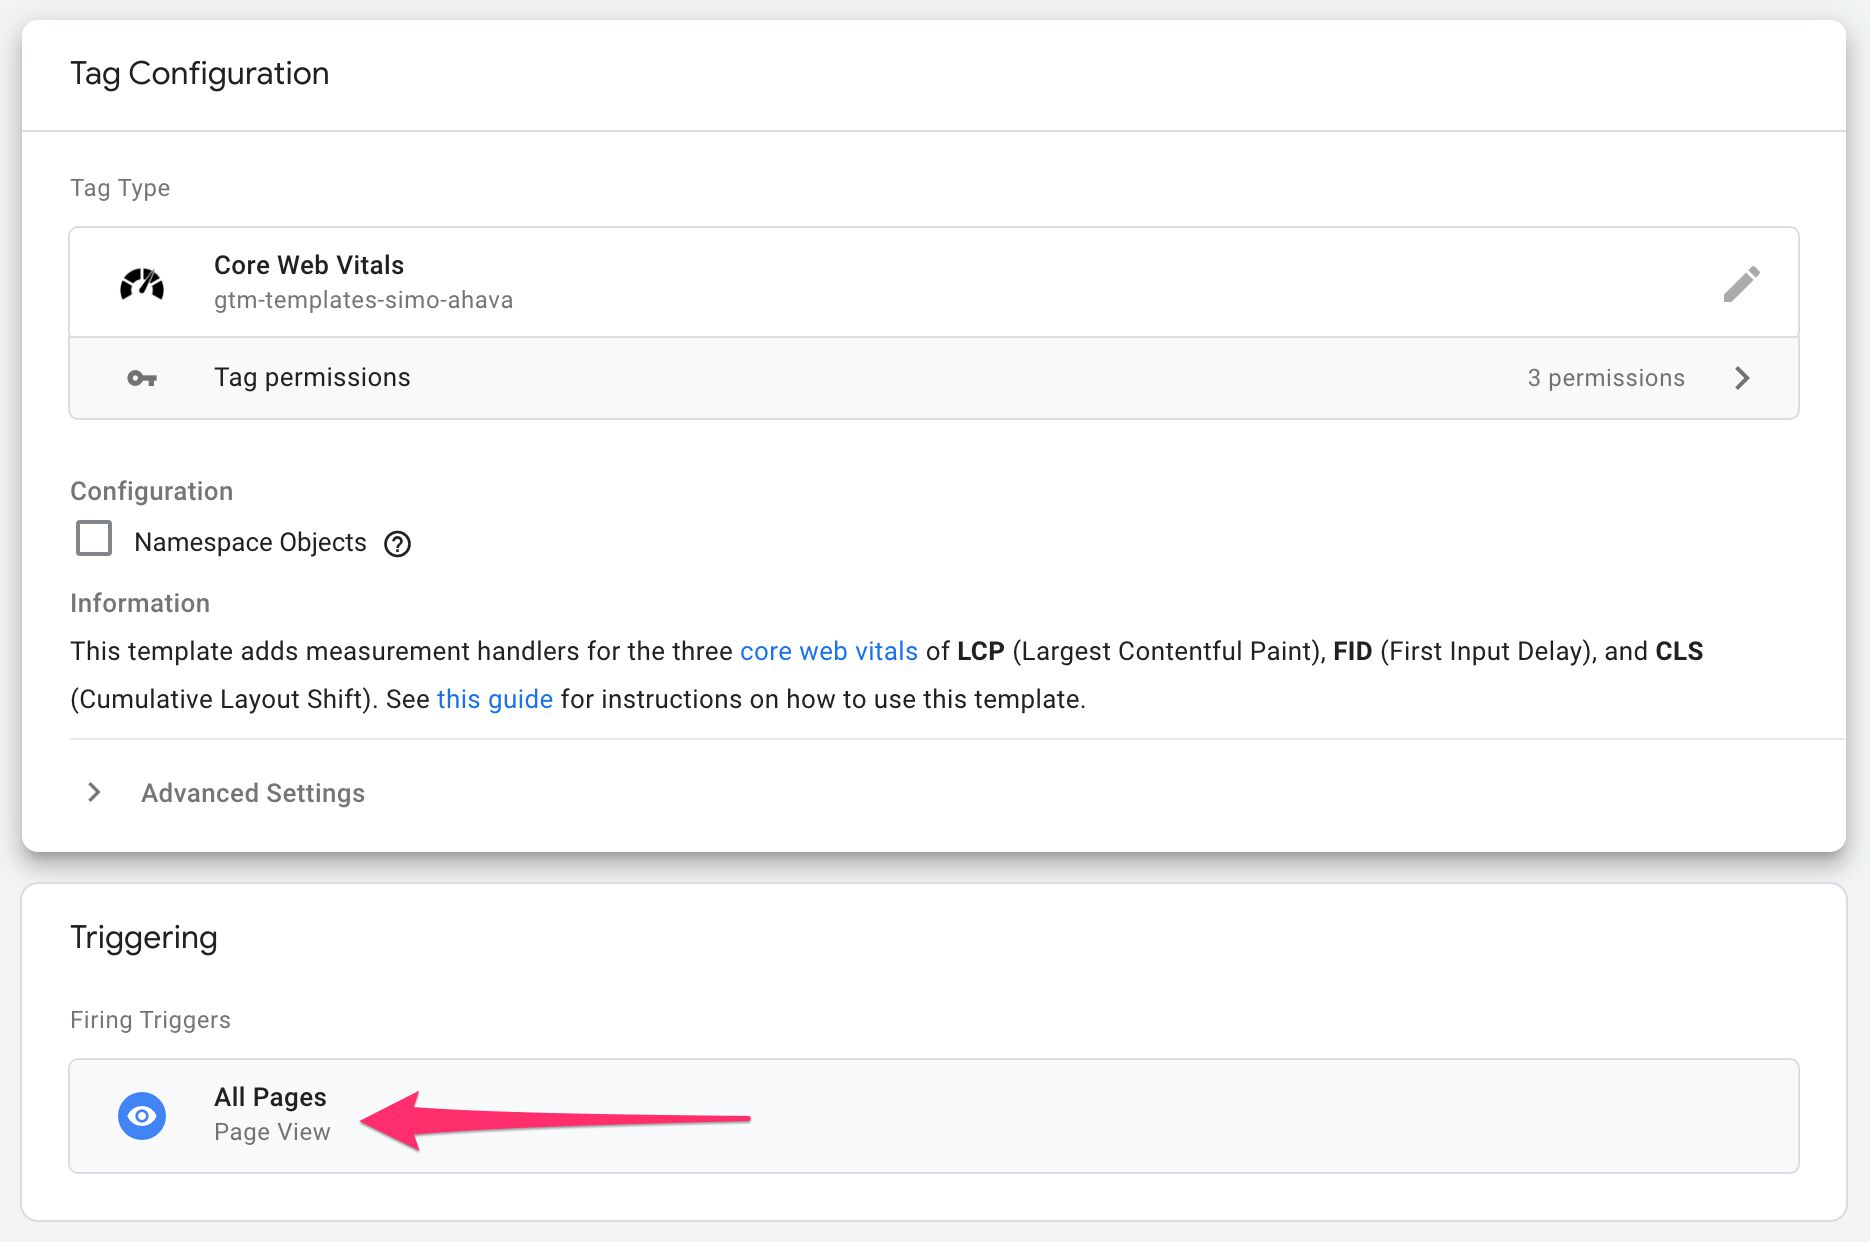 Tag Configuration
Tag Type
Core Web Vitals
gtm-templates-simo-ahava
Tag permissions
3 permissions
Configuration
Namespace Objects
Information
This template adds measurement handlers for the three core web vitals of LCP (Largest Contentful Paint), FID (First Input Delay), and CLS
(Cumulative Layout Shift). See this guide for instructions on how to use this template.
Advanced Settings
Triggering
Firing Triggers
All Pages
Page View